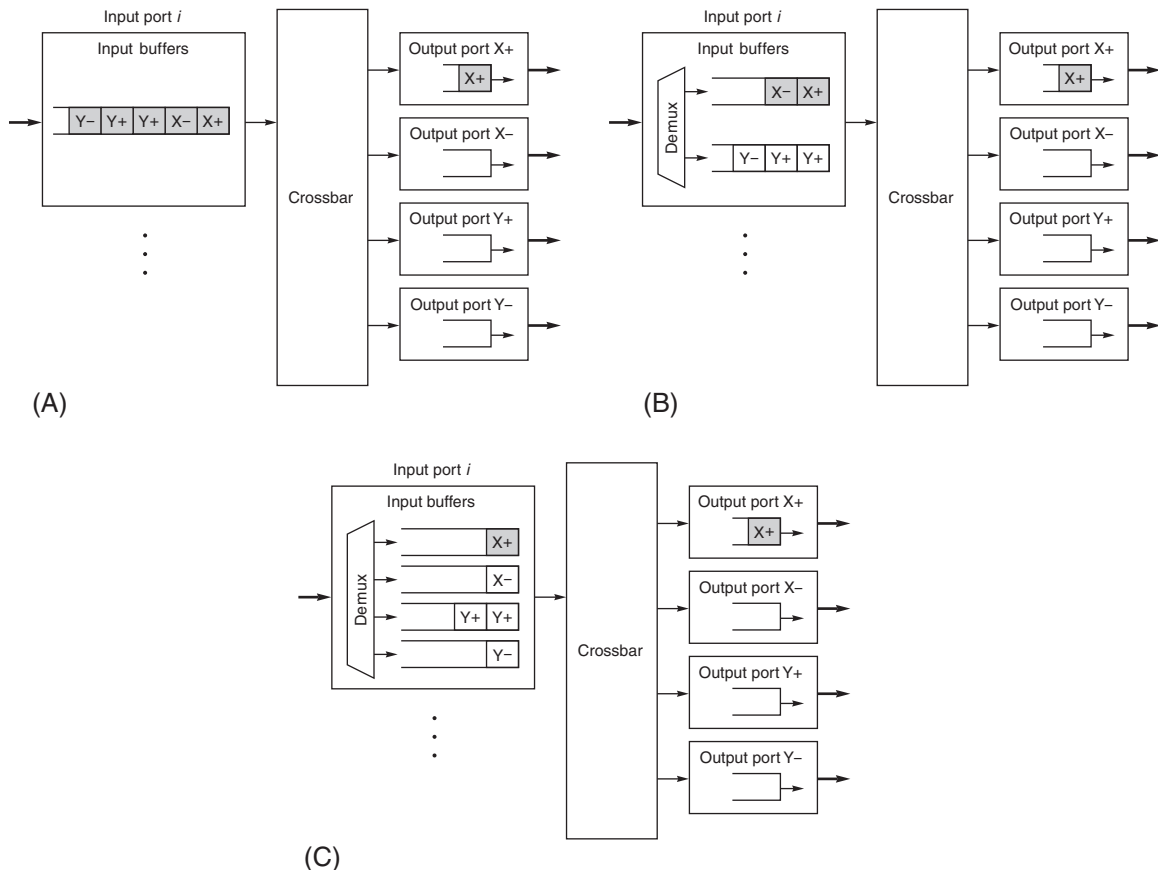 Input port i
Input buffers
Y− Y+ Y+ X− X+
Crossbar
Output port X+
X+
Output port X−
Output port Y+
Output port Y−
(A)
Input port i
Input buffers
Demux
X− X+
Y− Y+ Y+
Crossbar
Output port X+
X+
Output port X−
Output port Y+
Output port Y−
(B)
Input port i
Input buffers
Demux
X+
X−
Y+ Y+
Y−
Crossbar
Output port X+
X+
Output port X−
Output port Y+
Output port Y−
(C)